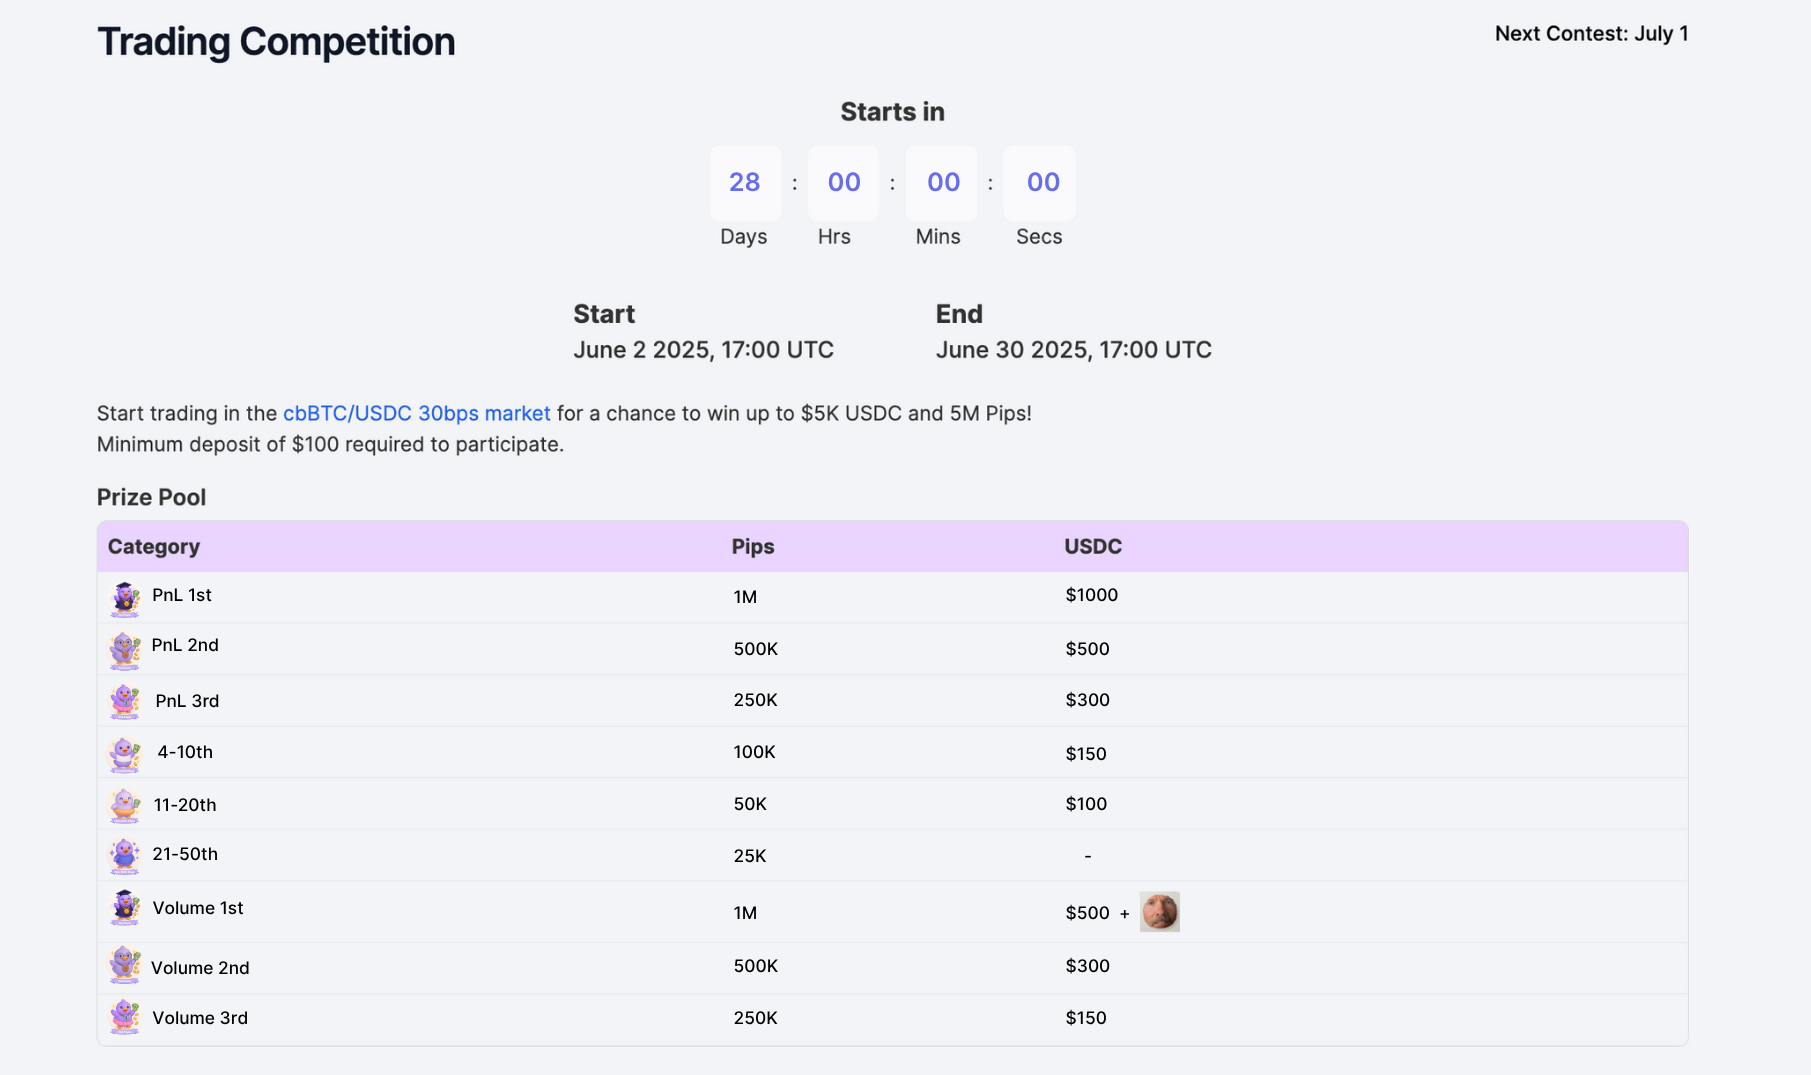 Trading Competition
Next Contest: July 1
Starts in
28 : 00 : 00 : 00
Days Hrs Mins Secs
Start End
June 2 2025, 17:00 UTC June 30 2025, 17:00 UTC
Start trading in the cbBTC/USDC 30bps market for a chance to win up to $5K USDC and 5M Pips!
Minimum deposit of $100 required to participate.
Prize Pool
Category Pips USDC
PnL 1st 1M $1000
PnL 2nd 500K $500
PnL 3rd 250K $300
4-10th 100K $150
11-20th 50K $100
21-50th 25K -
Volume 1st 1M $500 +
Volume 2nd 500K $300
Volume 3rd 250K $150